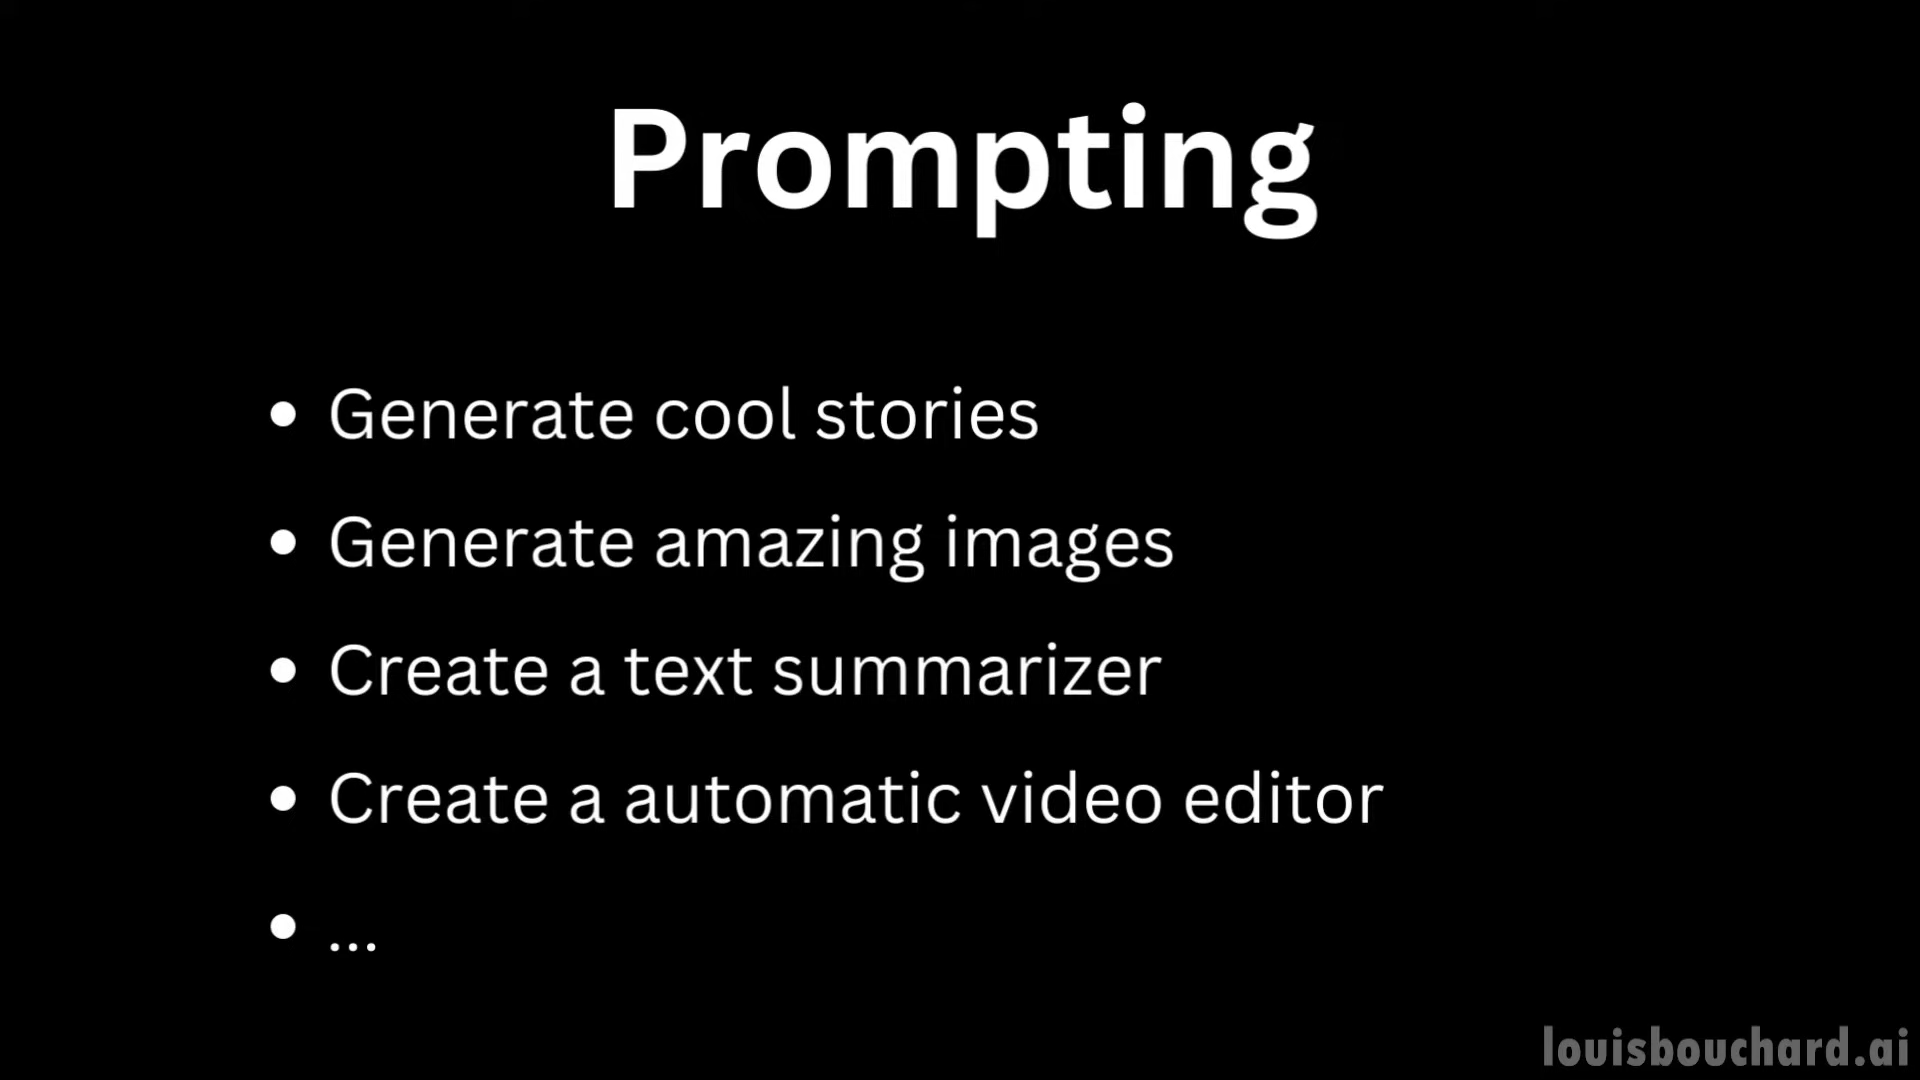 Prompting
• Generate cool stories
• Generate amazing images
• Create a text summarizer
• Create a automatic video editor
• ...
louisbouchard.ai